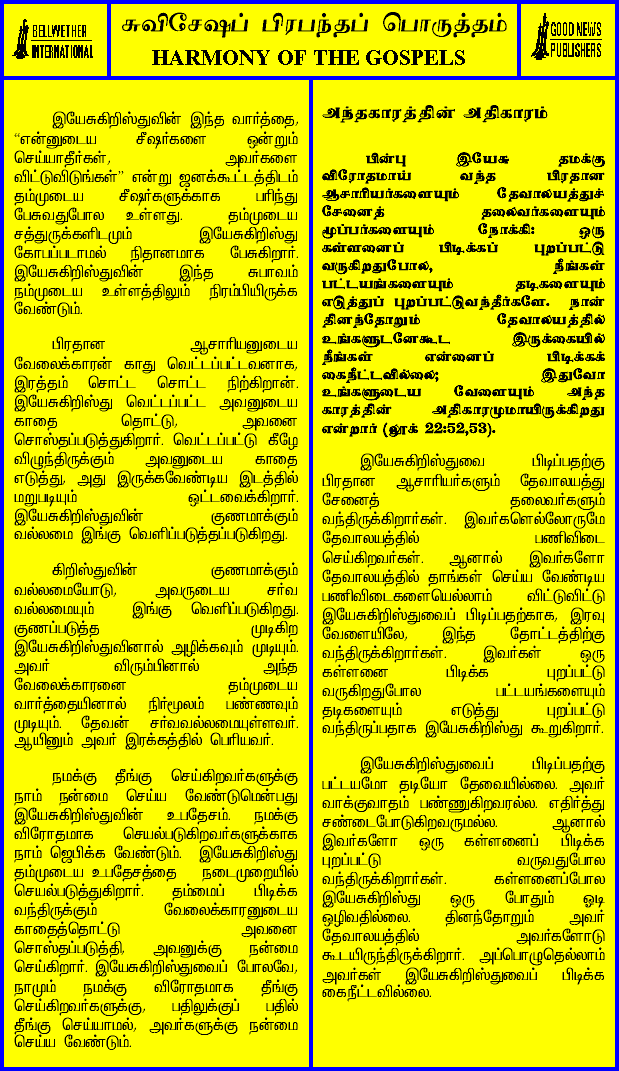 BELLWETHER
INTERNATIONAL
சுவிசேஷப் பிரபந்தப் பொருத்தம்
HARMONY OF THE GOSPELS
GOOD NEWS
PUBLISHERS
இயேசுகிறிஸ்துவின் இந்த வார்த்தை,
“என்னுடைய சீஷர்களை ஒன்றும்
செய்யாதீர்கள், அவர்களை
விட்டுவிடுங்கள்” என்று ஜனக்கூட்டத்திடம்
தம்முடைய சீஷர்களுக்காக பரிந்து
பேசுவதுபோல உள்ளது. தம்முடைய
சத்துருக்களிடமும் இயேசுகிறிஸ்து
கோபப்படாமல் நிதானமாக பேசுகிறார்.
இயேசுகிறிஸ்துவின் இந்த சுபாவம்
நம்முடைய உள்ளத்திலும் நிரம்பியிருக்க
வேண்டும்.
பிரதான ஆசாரியனுடைய
வேலைக்காரன் காது வெட்டப்பட்டவனாக,
இரத்தம் சொட்ட சொட்ட நிற்கிறான்.
இயேசுகிறிஸ்து வெட்டப்பட்ட அவனுடைய
காதை தொட்டு, அவனை
சொஸ்தப்படுத்துகிறார். வெட்டப்பட்டு கீழே
விழுந்திருக்கும் அவனுடைய காதை
எடுத்து, அது இருக்கவேண்டிய இடத்தில்
மறுபடியும் ஒட்டவைக்கிறார்.
இயேசுகிறிஸ்துவின் குணமாக்கும்
வல்லமை இங்கு வெளிப்படுத்தப்படுகிறது.
கிறிஸ்துவின் குணமாக்கும்
வல்லமையோடு, அவருடைய சர்வ
வல்லமையும் இங்கு வெளிப்படுகிறது.
குணப்படுத்த முடிகிற
இயேசுகிறிஸ்துவினால் அழிக்கவும் முடியும்.
அவர் விரும்பினால் அந்த
வேலைக்காரனை தம்முடைய
வார்த்தையினால் நிர்மூலம் பண்ணவும்
முடியும். தேவன் சர்வவல்லமையுள்ளவர்.
ஆயினும் அவர் இரக்கத்தில் பெரியவர்.
நமக்கு தீங்கு செய்கிறவர்களுக்கு
நாம் நன்மை செய்ய வேண்டுமென்பது
இயேசுகிறிஸ்துவின் உபதேசம். நமக்கு
விரோதமாக செயல்படுகிறவர்களுக்காக
நாம் ஜெபிக்க வேண்டும். இயேசுகிறிஸ்து
தம்முடைய உபதேசத்தை நடைமுறையில்
செயல்படுத்துகிறார். தம்மைப் பிடிக்க
வந்திருக்கும் வேலைக்காரனுடைய
காதைத்தொட்டு அவனை
சொஸ்தப்படுத்தி, அவனுக்கு நன்மை
செய்கிறார். இயேசுகிறிஸ்துவைப் போலவே,
நாமும் நமக்கு விரோதமாக தீங்கு
செய்கிறவர்களுக்கு, பதிலுக்குப் பதில்
தீங்கு செய்யாமல், அவர்களுக்கு நன்மை
செய்ய வேண்டும்.
அந்தகாரத்தின் அதிகாரம்
பின்பு இயேசு தமக்கு
விரோதமாய் வந்த பிரதான
ஆசாரியர்களையும் தேவாலயத்துச்
சேனைத் தலைவர்களையும்
மூப்பர்களையும் நோக்கி: ஒரு
கள்ளனைப் பிடிக்கப் புறப்பட்டு
வருகிறதுபோல, நீங்கள்
பட்டயங்களையும் தடிகளையும்
எடுத்துப் புறப்பட்டுவந்தீர்களே. நான்
தினந்தோறும் தேவாலயத்தில்
உங்களுடனேகூட இருக்கையில்
நீங்கள் என்னைப் பிடிக்கக்
கைநீட்டவில்லை; இதுவோ
உங்களுடைய வேளையும் அந்த
காரத்தின் அதிகாரமுமாயிருக்கிறது
என்றார் (லூக் 22:52,53).
இயேசுகிறிஸ்துவை பிடிப்பதற்கு
பிரதான ஆசாரியர்களும் தேவாலயத்து
சேனைத் தலைவர்களும்
வந்திருக்கிறார்கள். இவர்களெல்லோருமே
தேவாலயத்தில் பணிவிடை
செய்கிறவர்கள். ஆனால் இவர்களோ
தேவாலயத்தில் தாங்கள் செய்ய வேண்டிய
பணிவிடைகளையெல்லாம் விட்டுவிட்டு
இயேசுகிறிஸ்துவைப் பிடிப்பதற்காக, இரவு
வேளையிலே, இந்த தோட்டத்திற்கு
வந்திருக்கிறார்கள். இவர்கள் ஒரு
கள்ளனை பிடிக்க புறப்பட்டு
வருகிறதுபோல பட்டயங்களையும்
தடிகளையும் எடுத்து புறப்பட்டு
வந்திருப்பதாக இயேசுகிறிஸ்து கூறுகிறார்.
இயேசுகிறிஸ்துவைப் பிடிப்பதற்கு
பட்டயமோ தடியோ தேவையில்லை. அவர்
வாக்குவாதம் பண்ணுகிறவரல்ல. எதிர்த்து
சண்டைபோடுகிறவருமல்ல. ஆனால்
இவர்களோ ஒரு கள்ளனைப் பிடிக்க
புறப்பட்டு வருவதுபோல
வந்திருக்கிறார்கள். கள்ளனைப்போல
இயேசுகிறிஸ்து ஒரு போதும் ஓடி
ஒழிவதில்லை. தினந்தோறும் அவர்
தேவாலயத்தில் அவர்களோடு
கூடயிருந்திருக்கிறார். அப்பொழுதெல்லாம்
அவர்கள் இயேசுகிறிஸ்துவைப் பிடிக்க
கைநீட்டவில்லை.